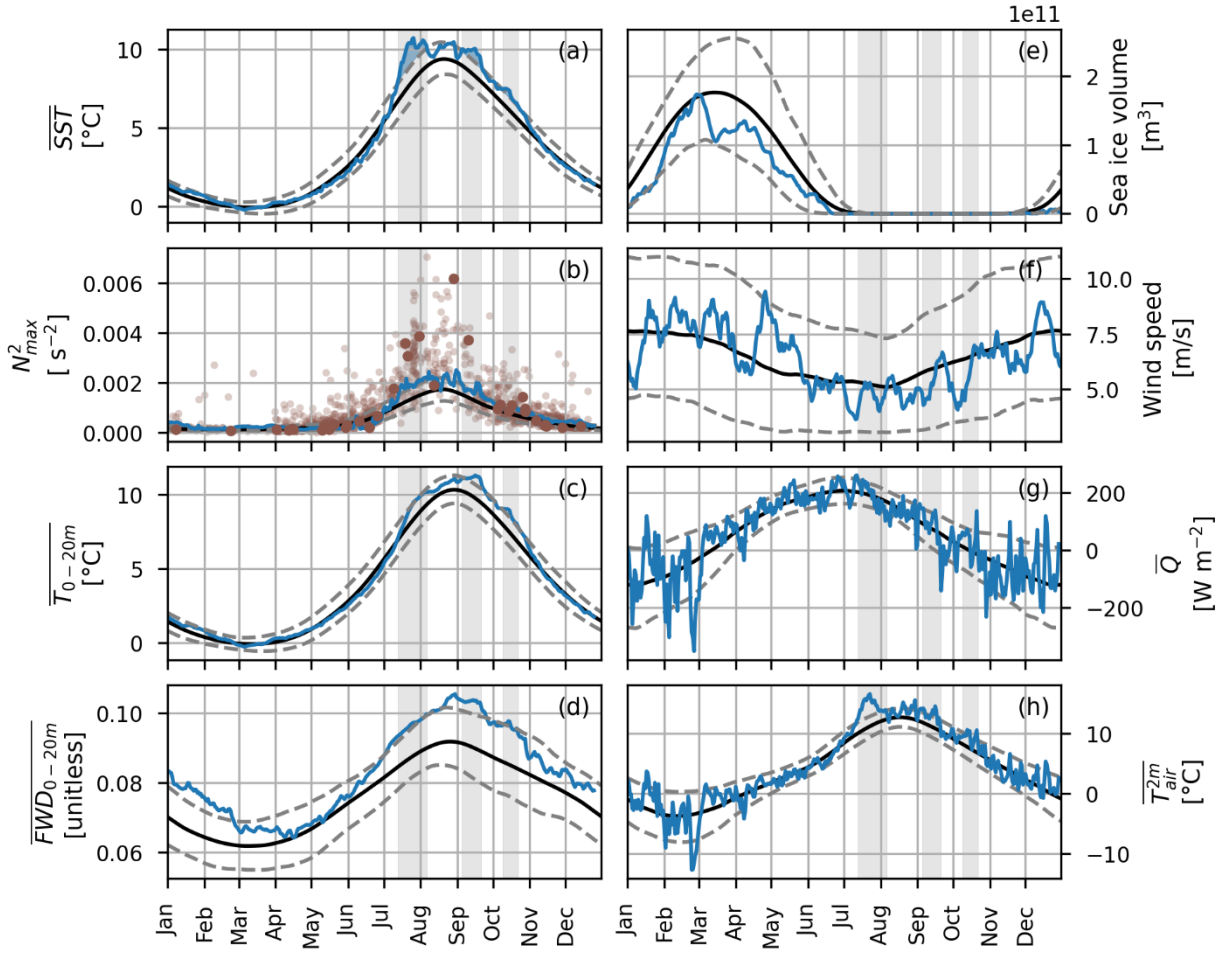 1e11
(a)
10
5
0
SST
[°C]
(e)
2
1
0
Sea ice volume
[m³]
(b)
0.006
0.004
0.002
0.000
N²max
[ s⁻²]
(f)
10.0
7.5
5.0
Wind speed
[m/s]
(c)
10
5
0
T0−20m
[°C]
(g)
200
0
−200
Q
[W m⁻²]
(d)
0.10
0.08
0.06
FWD0−20m
[unitless]
(h)
10
0
−10
T2m air
[°C]
Jan
Feb
Mar
Apr
May
Jun
Jul
Aug
Sep
Oct
Nov
Dec
Jan
Feb
Mar
Apr
May
Jun
Jul
Aug
Sep
Oct
Nov
Dec